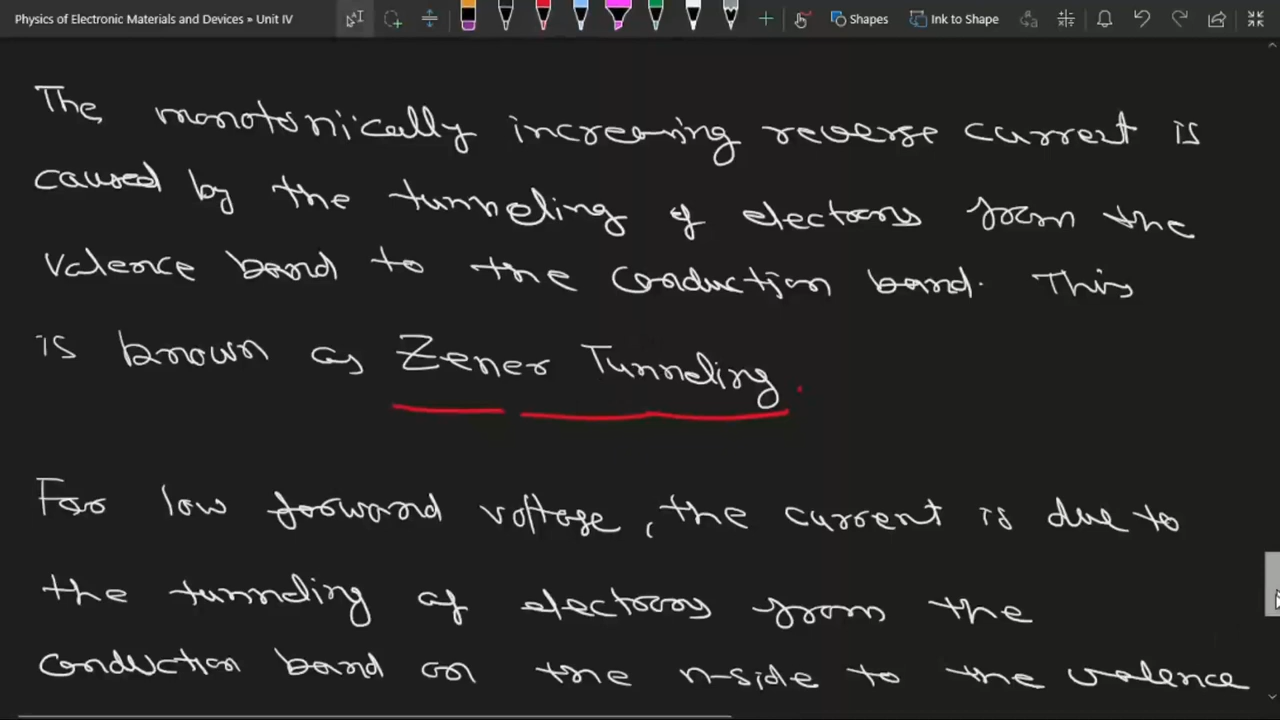 Physics of Electronic Materials and Devices » Unit IV
Shapes
Ink to Shape
The monotonically increasing reverse current is
caused by the tunneling of electrons from the
valence band to the conduction band. This
is known as Zener Tunneling.
For low forward voltage, the current is due to
the tunneling of electrons from the
conduction band on the n-side to the valence